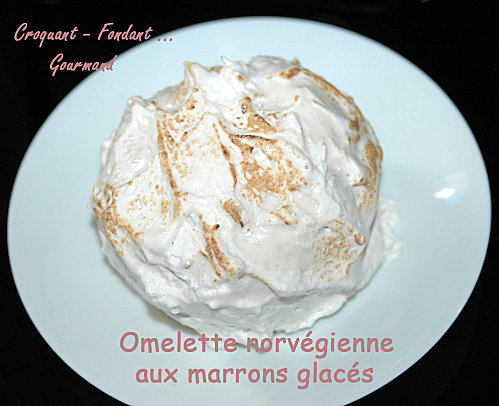 Croquant - Fondant ...
Gourmand
Omelette norvégienne
aux marrons glacés